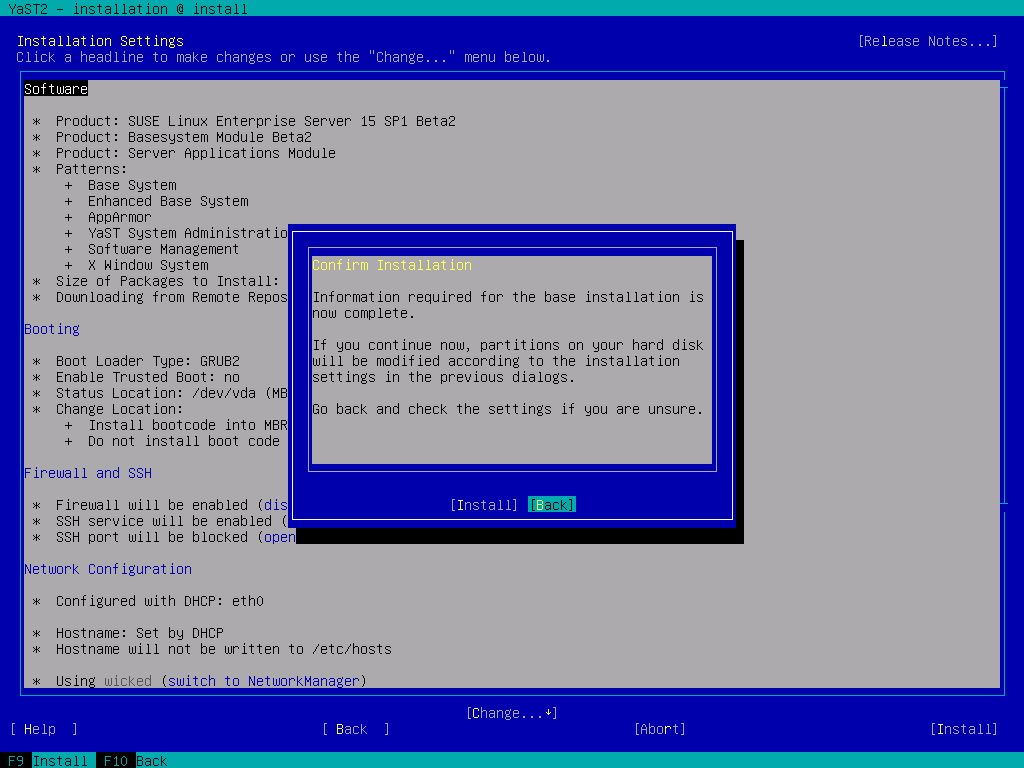 YaST2 - installation @ install
Installation Settings [Release Notes...]
Click a headline to make changes or use the "Change..." menu below.
Software
* Product: SUSE Linux Enterprise Server 15 SP1 Beta2
* Product: Basesystem Module Beta2
* Product: Server Applications Module
* Patterns:
+ Base System
+ Enhanced Base System
+ AppArmor
+ YaST System Administratio
+ Software Management
+ X Window System
* Size of Packages to Install:
* Downloading from Remote Repos
Booting
* Boot Loader Type: GRUB2
* Enable Trusted Boot: no
* Status Location: /dev/vda (MB
* Change Location:
+ Install bootcode into MBR
+ Do not install boot code
Firewall and SSH
* Firewall will be enabled (dis
* SSH service will be enabled (
* SSH port will be blocked (open
Confirm Installation
Information required for the base installation is
now complete.
If you continue now, partitions on your hard disk
will be modified according to the installation
settings in the previous dialogs.
Go back and check the settings if you are unsure.
[Install] [Back]
Network Configuration
* Configured with DHCP: eth0
* Hostname: Set by DHCP
* Hostname will not be written to /etc/hosts
* Using wicked (switch to NetworkManager)
[Change...↓]
[ Help ] [ Back ] [Abort] [Install]
F9 Install F10 Back